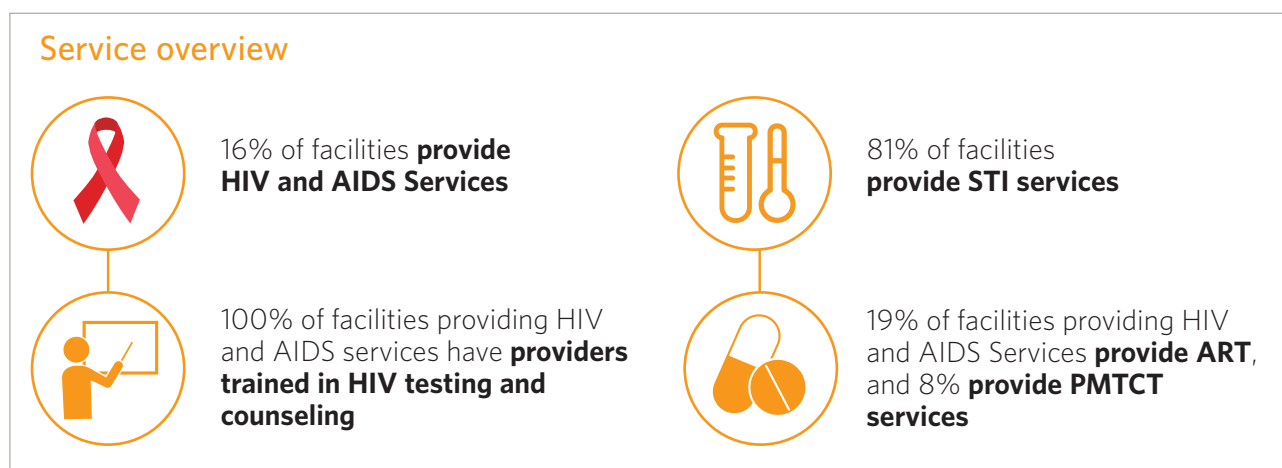 Service overview
16% of facilities provide
HIV and AIDS Services
100% of facilities providing HIV
and AIDS services have providers
trained in HIV testing and
counseling
81% of facilities
provide STI services
19% of facilities providing HIV
and AIDS Services provide ART,
and 8% provide PMTCT
services